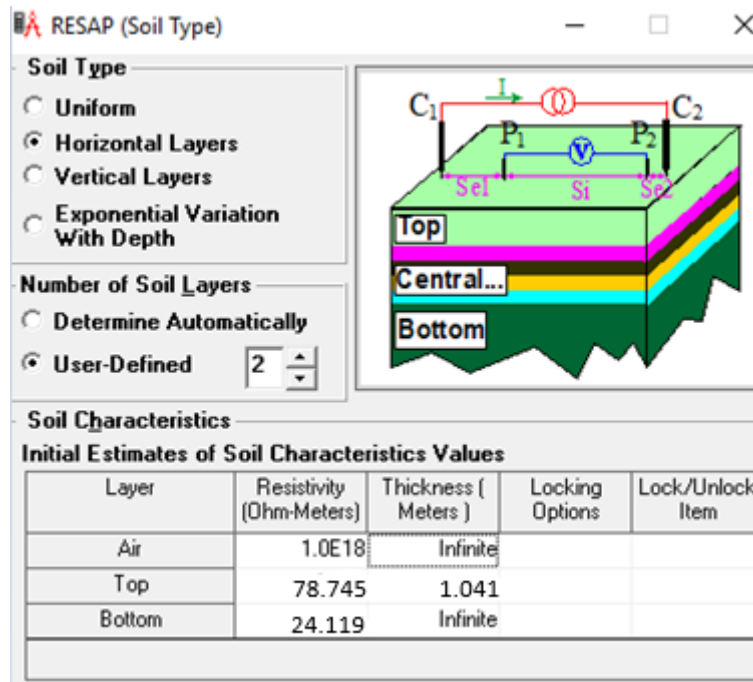 RESAP (Soil Type)
Soil Type
Uniform
Horizontal Layers
Vertical Layers
Exponential Variation
With Depth
I
C1 C2
P1 P2
V
Se1 Si Se2
Top
Central...
Bottom
Number of Soil Layers
Determine Automatically
User-Defined 2
Soil Characteristics
Initial Estimates of Soil Characteristics Values
Layer Resistivity (Ohm-Meters) Thickness ( Meters ) Locking Options Lock/Unlock Item
Air 1.0E18 Infinite
Top 78.745 1.041
Bottom 24.119 Infinite